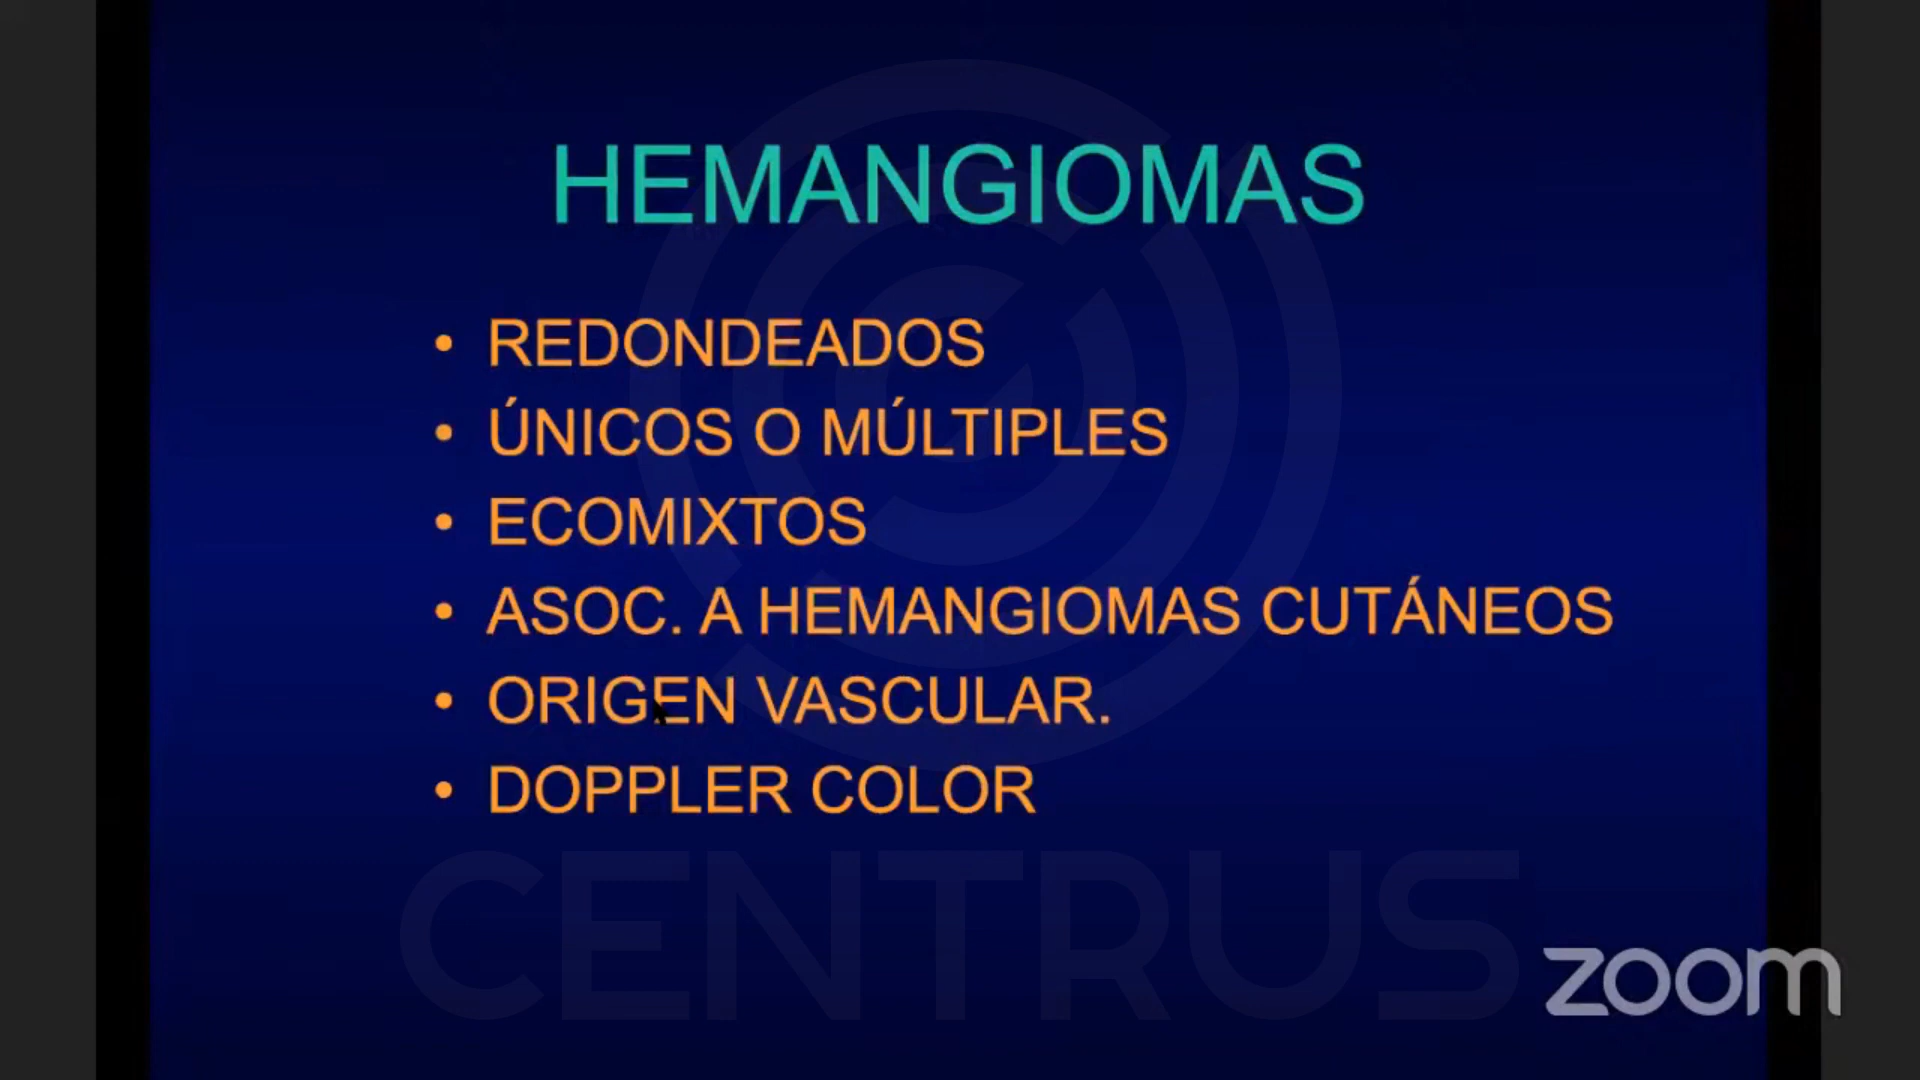 HEMANGIOMAS
• REDONDEADOS
• ÚNICOS O MÚLTIPLES
• ECOMIXTOS
• ASOC. A HEMANGIOMAS CUTÁNEOS
• ORIGEN VASCULAR.
• DOPPLER COLOR
CENTRUS
zoom